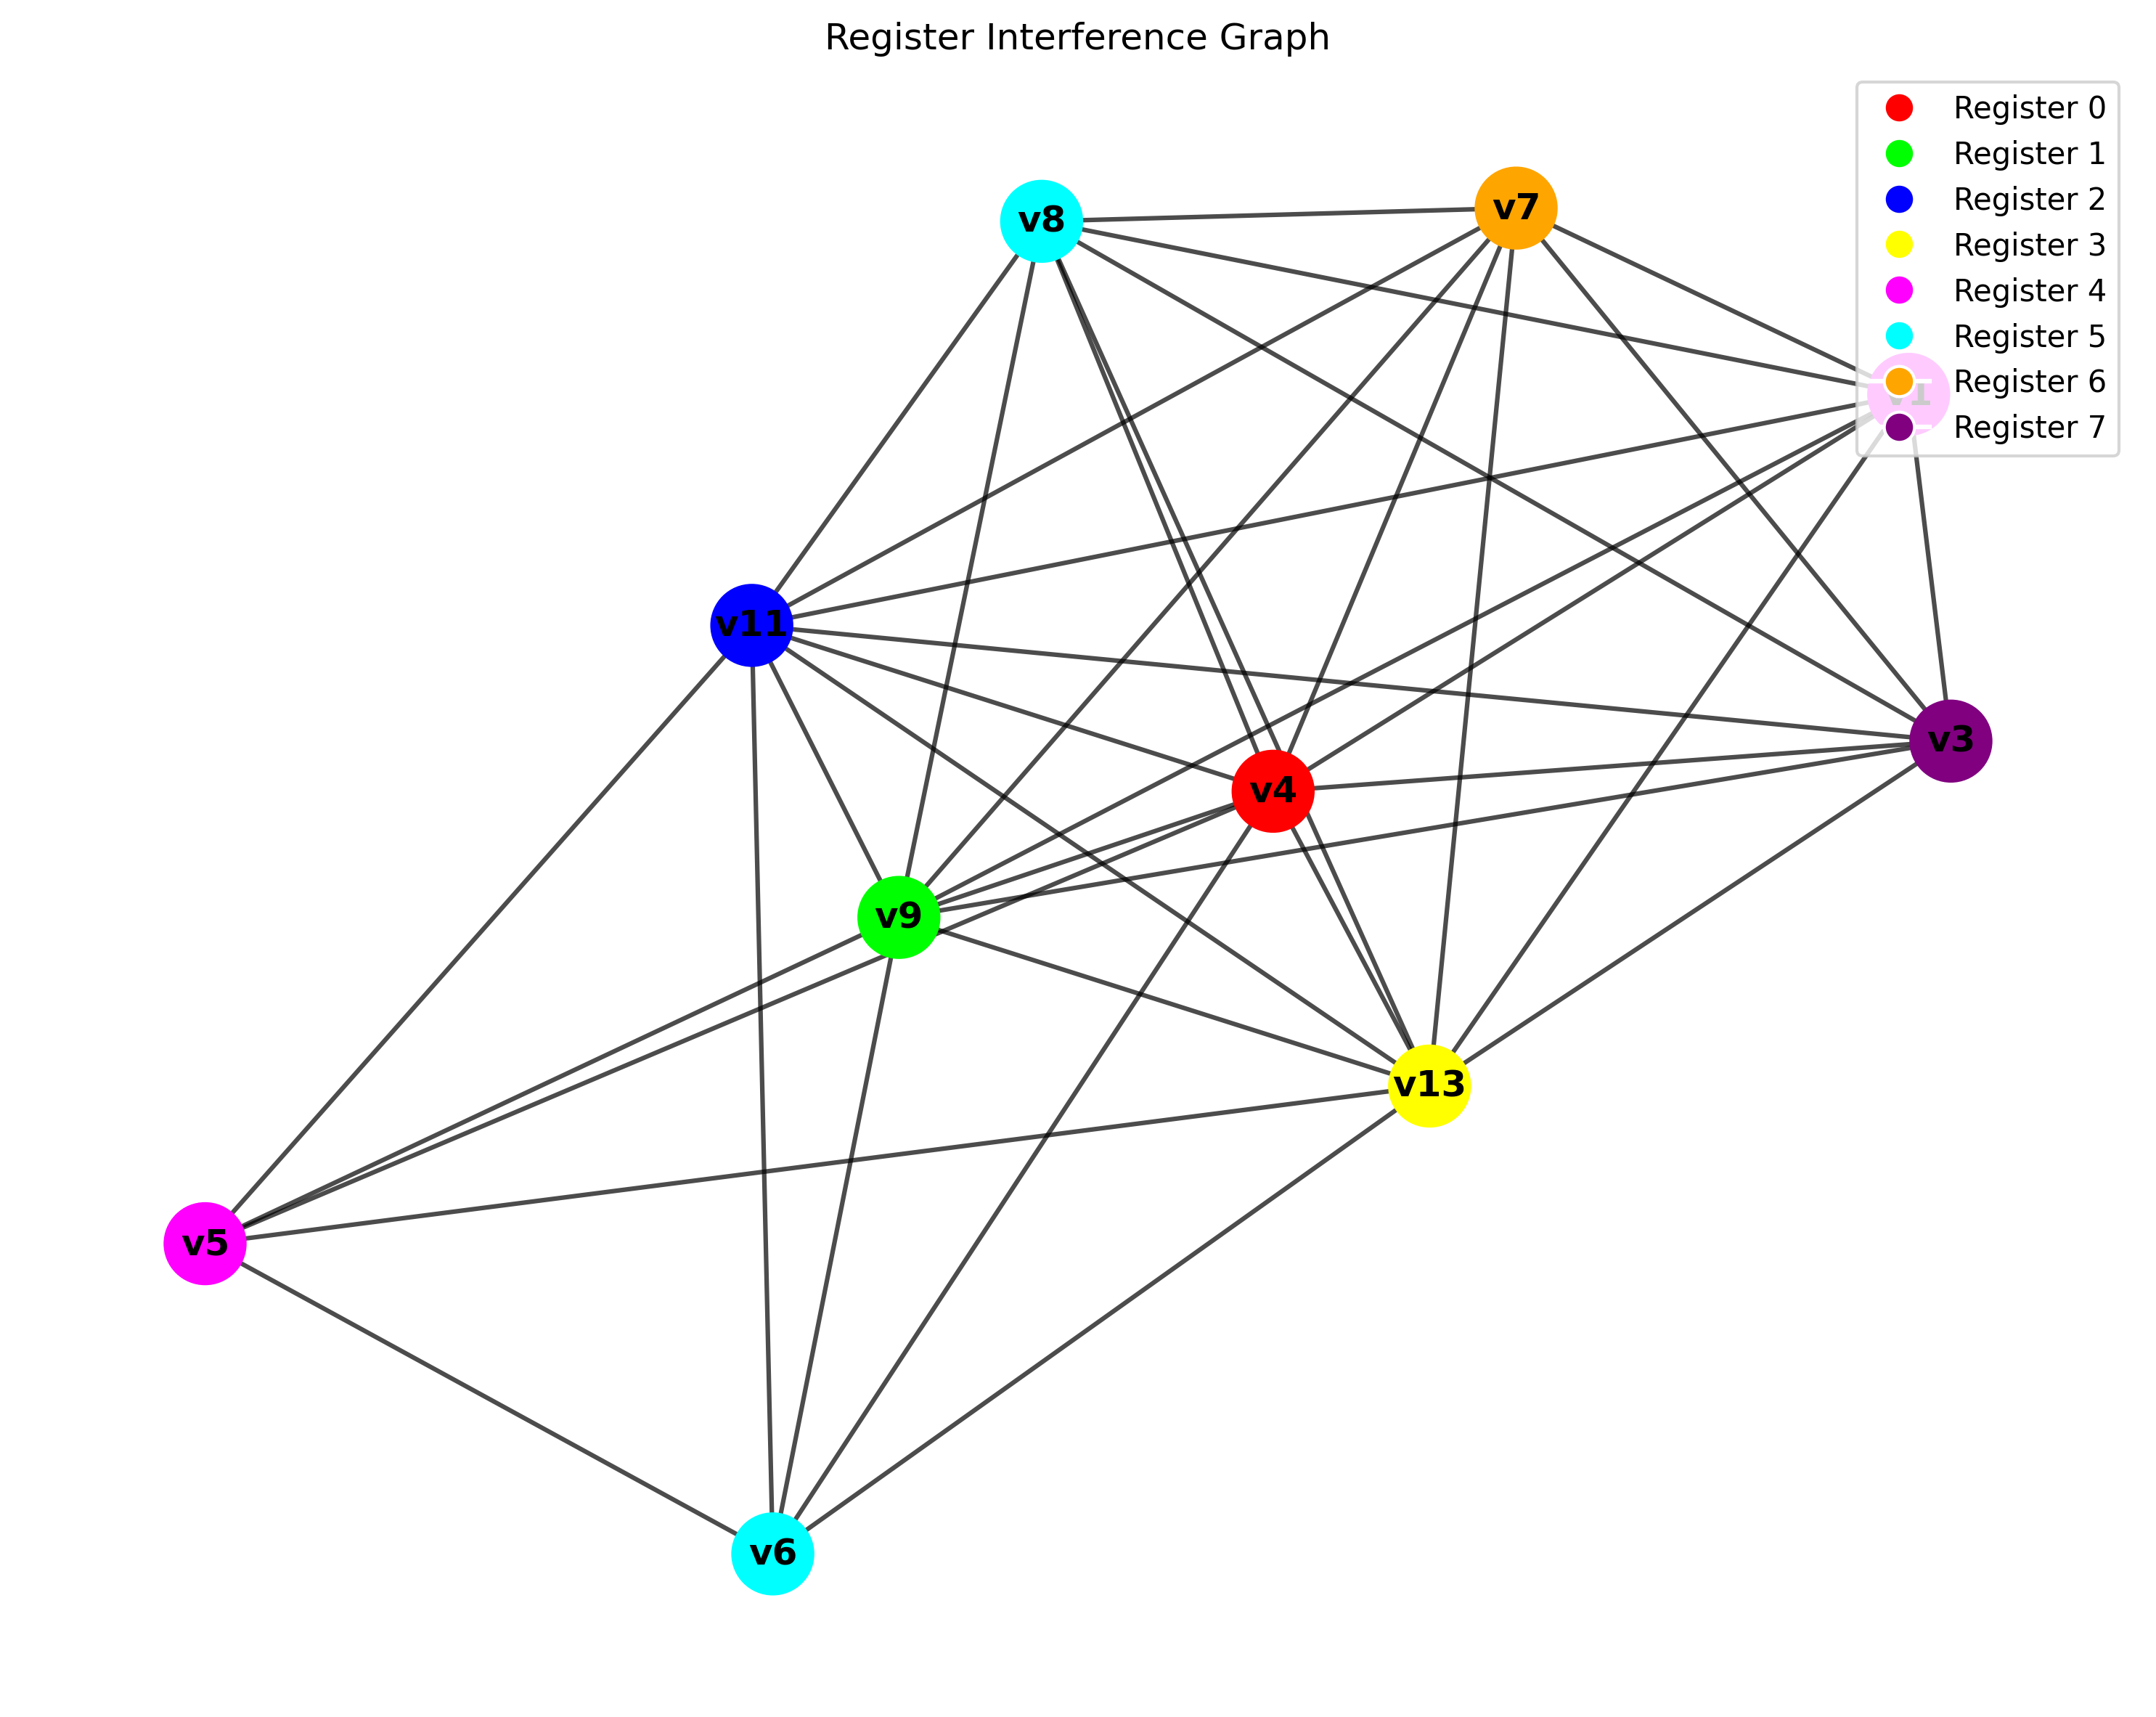 Register Interference Graph
Register 0
Register 1
Register 2
Register 3
Register 4
Register 5
Register 6
Register 7
v8
v7
v1
v11
v3
v4
v9
v13
v5
v6